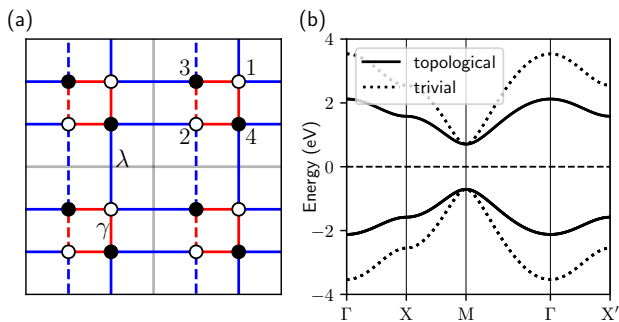 (a)
3
1
2
4
λ
γ
(b)
topological
trivial
Energy (eV)
4
2
0
−2
−4
Γ
X
M
Γ
X′